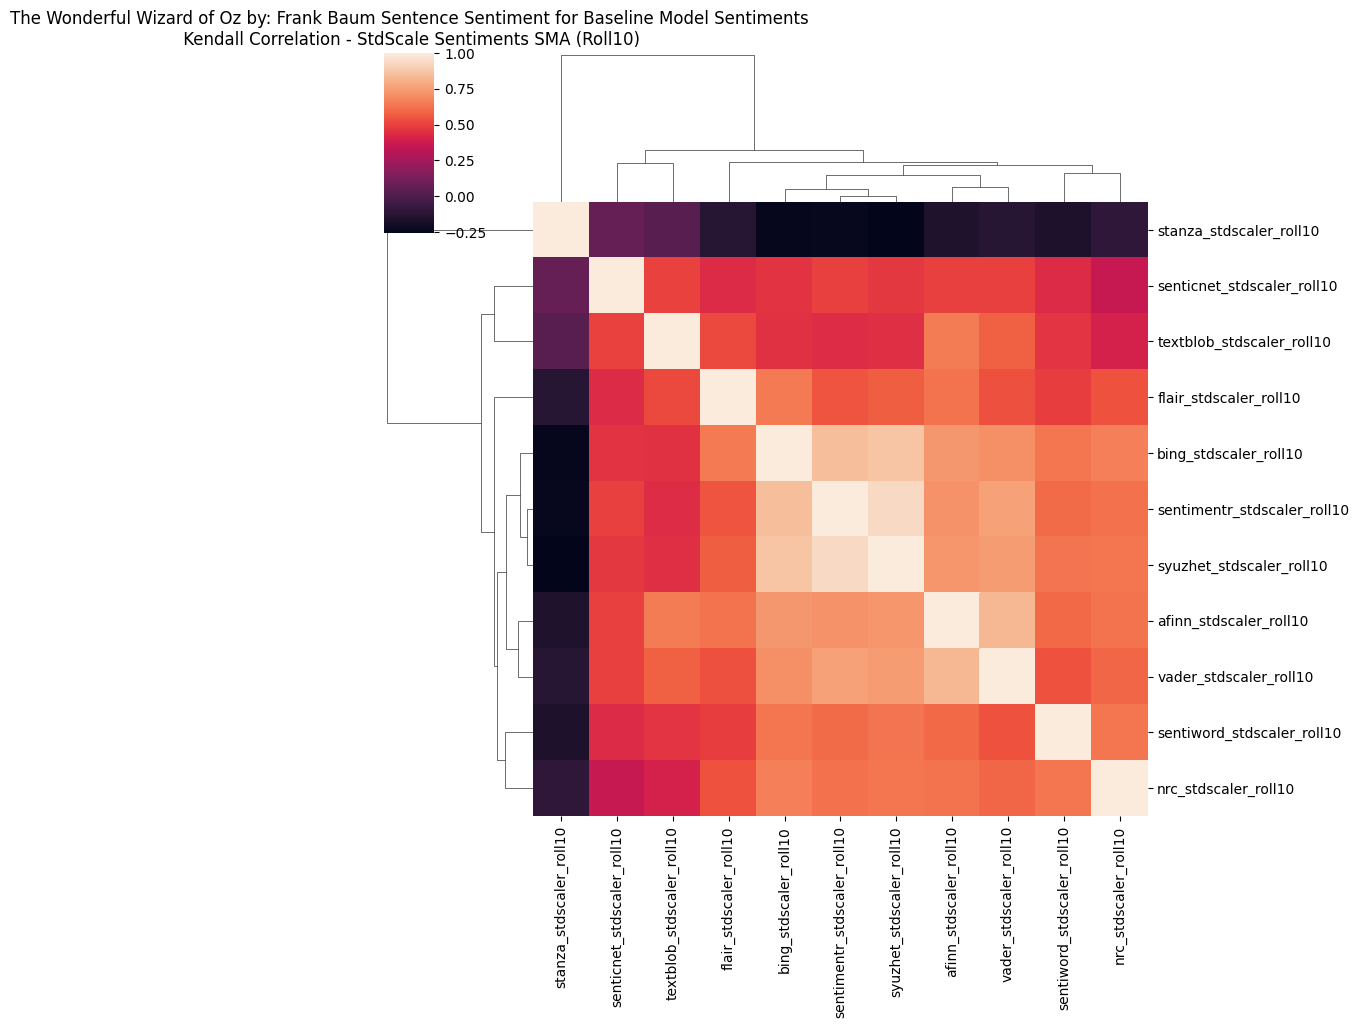 The Wonderful Wizard of Oz by: Frank Baum Sentence Sentiment for Baseline Model Sentiments
Kendall Correlation - StdScale Sentiments SMA (Roll10)
1.00
0.75
0.50
0.25
0.00
−0.25
stanza_stdscaler_roll10
senticnet_stdscaler_roll10
textblob_stdscaler_roll10
flair_stdscaler_roll10
bing_stdscaler_roll10
sentimentr_stdscaler_roll10
syuzhet_stdscaler_roll10
afinn_stdscaler_roll10
vader_stdscaler_roll10
sentiword_stdscaler_roll10
nrc_stdscaler_roll10
stanza_stdscaler_roll10
senticnet_stdscaler_roll10
textblob_stdscaler_roll10
flair_stdscaler_roll10
bing_stdscaler_roll10
sentimentr_stdscaler_roll10
syuzhet_stdscaler_roll10
afinn_stdscaler_roll10
vader_stdscaler_roll10
sentiword_stdscaler_roll10
nrc_stdscaler_roll10